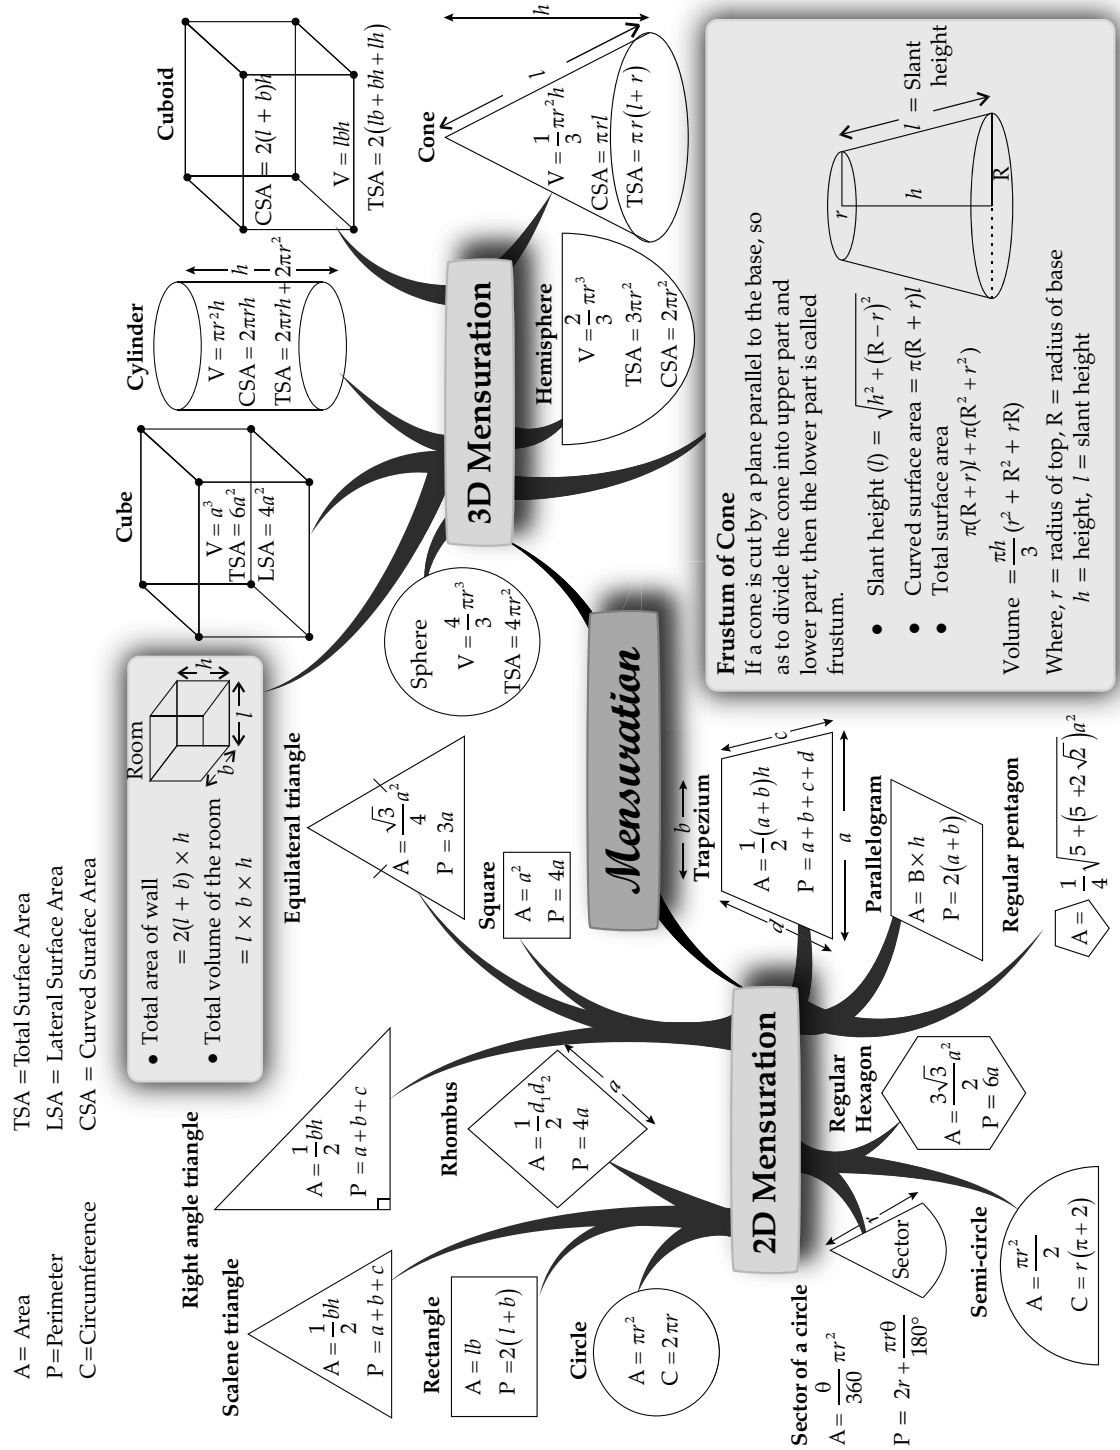 A = Area
P = Perimeter
C = Circumference
TSA = Total Surface Area
LSA = Lateral Surface Area
CSA = Curved Surafec Area
Mensuration
2D Mensuration
Scalene triangle
A = 1/2 bh
P = a + b + c
Right angle triangle
A = 1/2 bh
P = a + b + c
Equilateral triangle
A = √3/4 a²
P = 3a
Rectangle
A = lb
P = 2(l + b)
Rhombus
A = 1/2 d₁d₂
P = 4a
a
Square
A = a²
P = 4a
Circle
A = πr²
C = 2πr
Trapezium
b
d
c
a
A = 1/2 (a + b)h
P = a + b + c + d
Parallelogram
A = B × h
P = 2(a + b)
Regular pentagon
A = 1/4 √(5 + (5 + 2√2)) a²
Regular
Hexagon
A = 3√3/2 a²
P = 6a
Sector of a circle
A = θ/360 πr²
P = 2r + πrθ/180°
Sector
r
Semi-circle
A = πr²/2
C = r(π + 2)
3D Mensuration
Room
h
l
b
• Total area of wall
= 2(l + b) × h
• Total volume of the room
= l × b × h
Cube
V = a³
TSA = 6a²
LSA = 4a²
Cylinder
h
V = πr²h
CSA = 2πrh
TSA = 2πrh + 2πr²
Cuboid
CSA = 2(l + b)h
V = lbh
TSA = 2(lb + bh + lh)
Sphere
V = 4/3 πr³
TSA = 4πr²
Hemisphere
V = 2/3 πr³
TSA = 3πr²
CSA = 2πr²
Cone
h
l
V = 1/3 πr²h
CSA = πrl
TSA = πr(l + r)
Frustum of Cone
If a cone is cut by a plane parallel to the base, so
as to divide the cone into upper part and
lower part, then the lower part is called
frustum.
• Slant height (l) = √(h² + (R − r)²)
• Curved surface area = π(R + r)l
• Total surface area
π(R + r)l + π(R² + r²)
Volume = πh/3 (r² + R² + rR)
Where, r = radius of top, R = radius of base
h = height, l = slant height
r
h
R
l = Slant
height